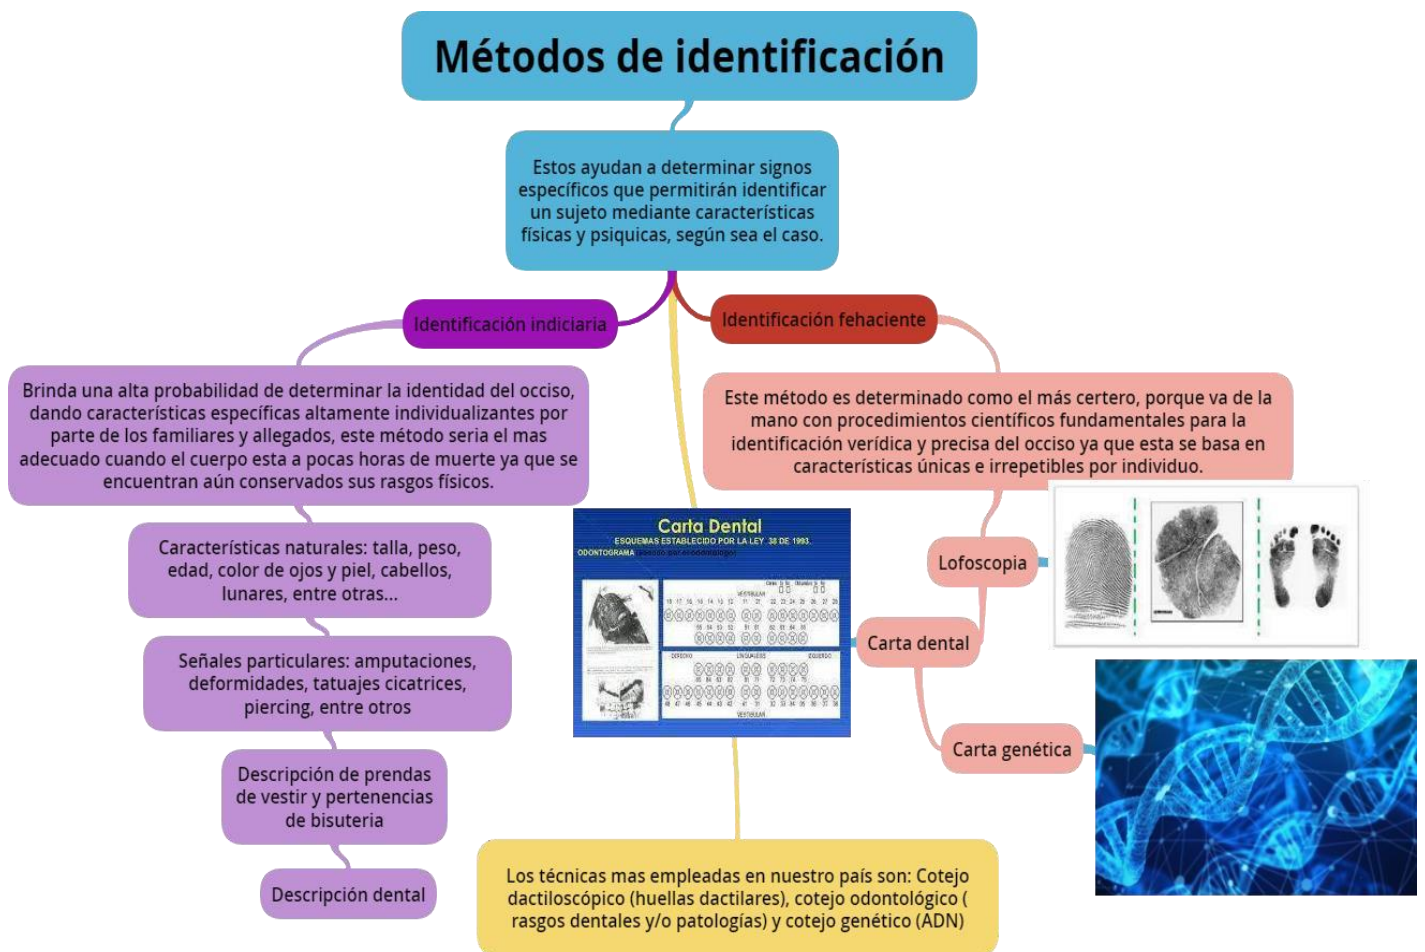 Métodos de identificación
Estos ayudan a determinar signos
específicos que permitirán identificar
un sujeto mediante características
físicas y psiquicas, según sea el caso.
Identificación indiciaria
Brinda una alta probabilidad de determinar la identidad del occiso,
dando características específicas altamente individualizantes por
parte de los familiares y allegados, este método seria el mas
adecuado cuando el cuerpo esta a pocas horas de muerte ya que se
encuentran aún conservados sus rasgos físicos.
Características naturales: talla, peso,
edad, color de ojos y piel, cabellos,
lunares, entre otras...
Señales particulares: amputaciones,
deformidades, tatuajes cicatrices,
piercing, entre otros
Descripción de prendas
de vestir y pertenencias
de bisuteria
Descripción dental
Identificación fehaciente
Este método es determinado como el más certero, porque va de la
mano con procedimientos científicos fundamentales para la
identificación verídica y precisa del occiso ya que esta se basa en
características únicas e irrepetibles por individuo.
Lofoscopia
Carta dental
Carta genética
Carta Dental
ESQUEMAS ESTABLECIDO POR LA LEY 38 DE 1993.
ODONTOGRAMA
VESTIBULAR
DERECHO LINGUALES IZQUIERDO
VESTIBULAR
Los técnicas mas empleadas en nuestro país son: Cotejo
dactiloscópico (huellas dactilares), cotejo odontológico (
rasgos dentales y/o patologías) y cotejo genético (ADN)